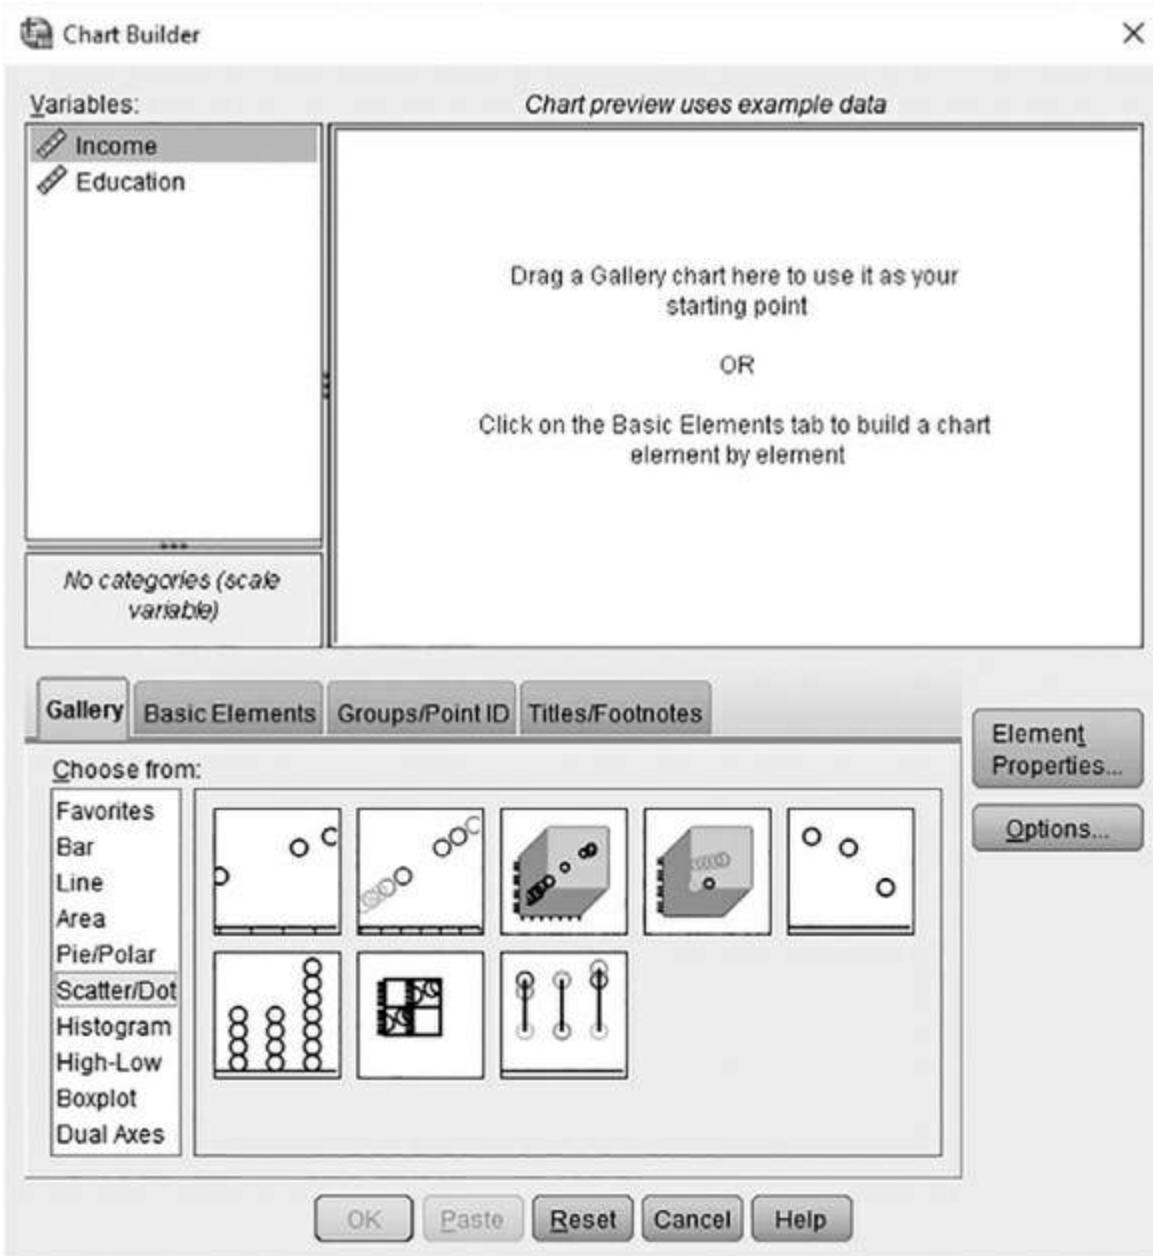 Chart Builder
Variables:
Chart preview uses example data
Income
Education
Drag a Gallery chart here to use it as your
starting point
OR
Click on the Basic Elements tab to build a chart
element by element
No categories (scale
variable)
Gallery
Basic Elements
Groups/Point ID
Titles/Footnotes
Element
Properties...
Options...
Choose from:
Favorites
Bar
Line
Area
Pie/Polar
Scatter/Dot
Histogram
High-Low
Boxplot
Dual Axes
OK
Paste
Reset
Cancel
Help